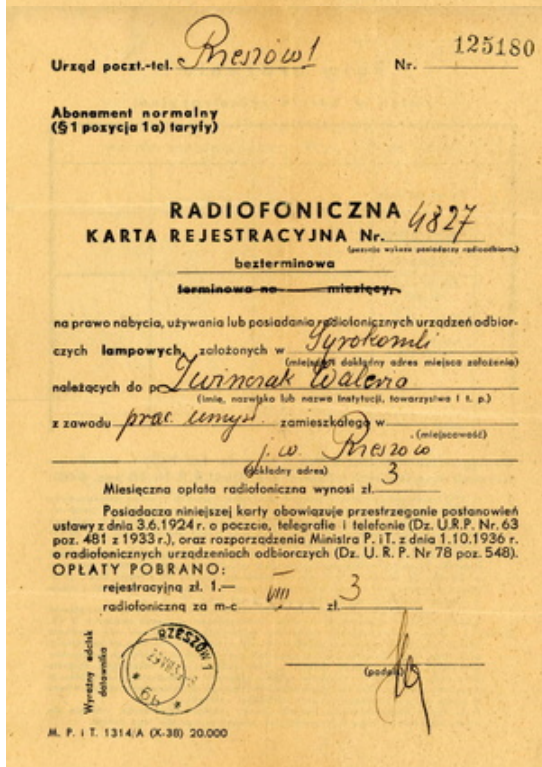 Urząd poczt.-tel. Rzeszów 1 Nr. 125180
Abonament normalny
(§ 1 pozycja 1a) taryfy)
RADIOFONICZNA
KARTA REJESTRACYJNA Nr. 4827
(pozycja wykazu posiadaczy radioodbiorn.)
bezterminowa
terminowa na miesięcy,
na prawo nabycia, używania lub posiadania radiofonicznych urządzeń odbior-
czych lampowych, założonych w Syrokomli
(miejsce i dokładny adres miejsca założenia)
należących do p. Waleria
(imię, nazwisko lub nazwa instytucji, towarzystwa i t. p.)
z zawodu prac. umysł. zamieszkałego w
(miejscowość)
j. w. Rzeszów
(dokładny adres)
Miesięczna opłata radiofoniczna wynosi zł. 3
Posiadacza niniejszej karty obowiązuje przestrzeganie postanowień
ustawy z dnia 3.6.1924 r. o poczcie, telegrafie i telefonie (Dz. U.R.P. Nr. 63
poz. 481 z 1933 r.), oraz rozporządzenia Ministra P. i T. z dnia 1.10.1936 r.
o radiofonicznych urządzeniach odbiorczych (Dz. U. R. P. Nr 78 poz. 548).
OPŁATY POBRANO:
rejestracyjną zł. 1.—
radiofoniczną za m-c VIII zł. 3
Wyraźny odcisk
datownika
RZESZÓW 1
(podpis)
M. P. i T. 1314/A (X-38) 20.000